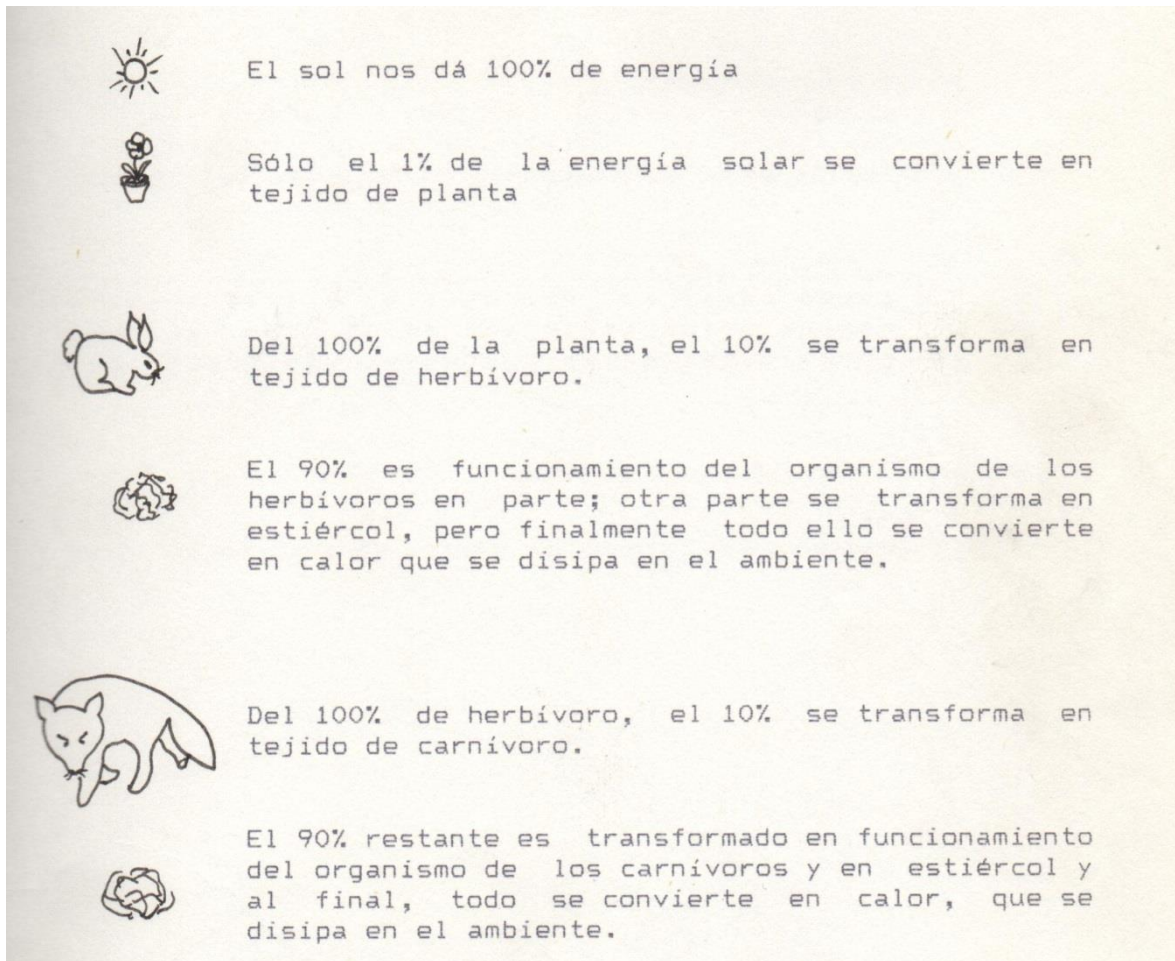 El sol nos dá 100% de energía
Sólo el 1% de la energía solar se convierte en
tejido de planta
Del 100% de la planta, el 10% se transforma en
tejido de herbívoro.
El 90% es funcionamiento del organismo de los
herbívoros en parte; otra parte se transforma en
estiércol, pero finalmente todo ello se convierte
en calor que se disipa en el ambiente.
Del 100% de herbívoro, el 10% se transforma en
tejido de carnívoro.
El 90% restante es transformado en funcionamiento
del organismo de los carnívoros y en estiércol y
al final, todo se convierte en calor, que se
disipa en el ambiente.